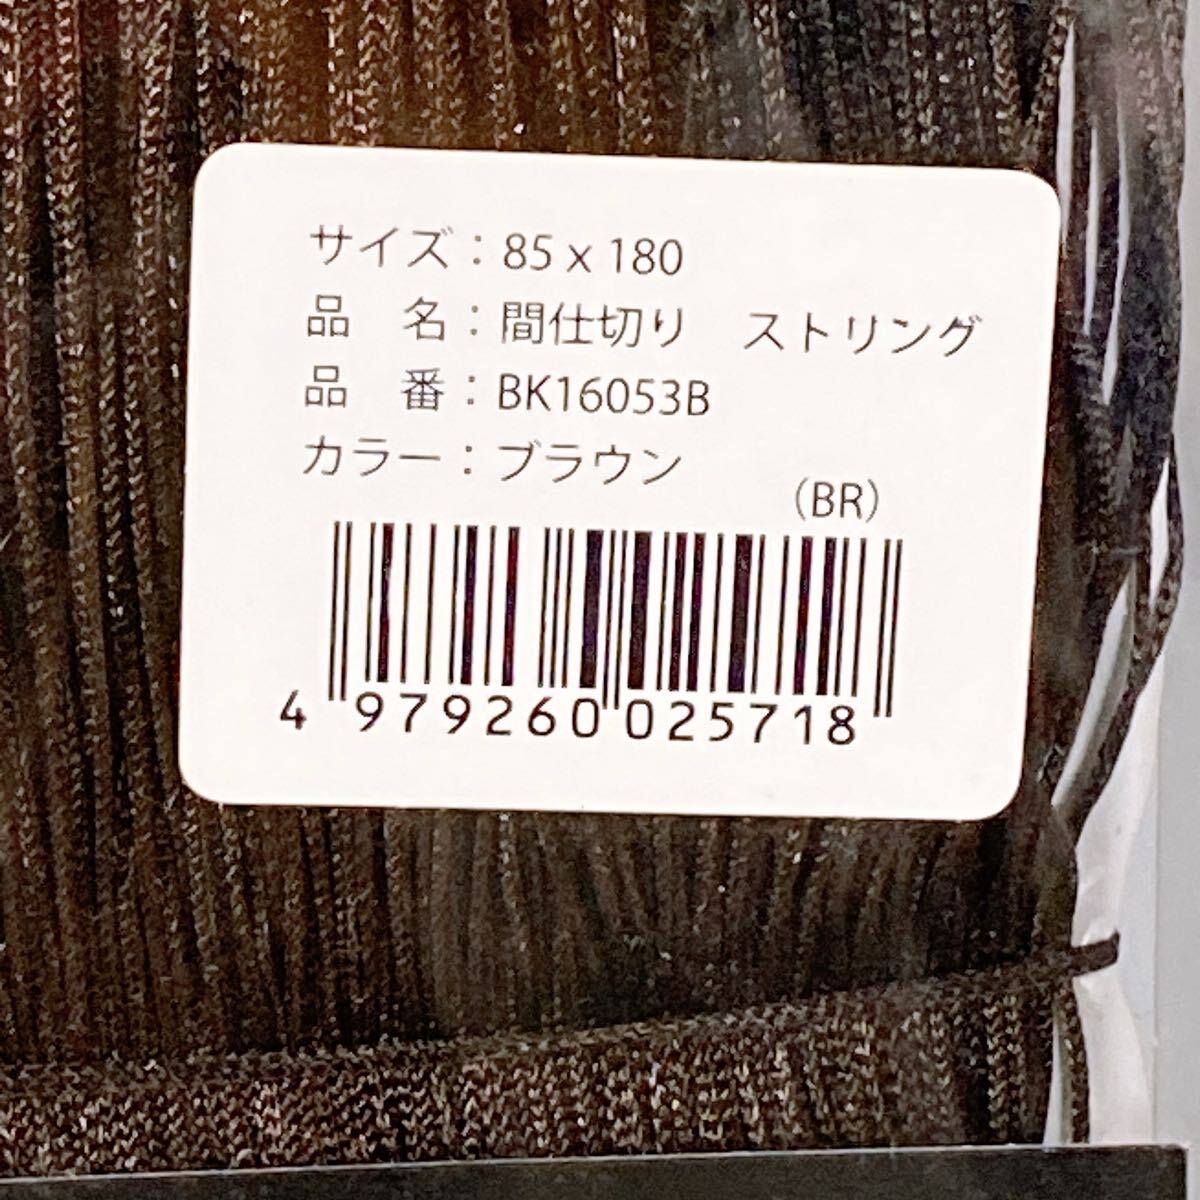 サイズ：85 x 180
品　名：間仕切り　ストリング
品　番：BK16053B
カラー：ブラウン
（BR）
4 979260 025718